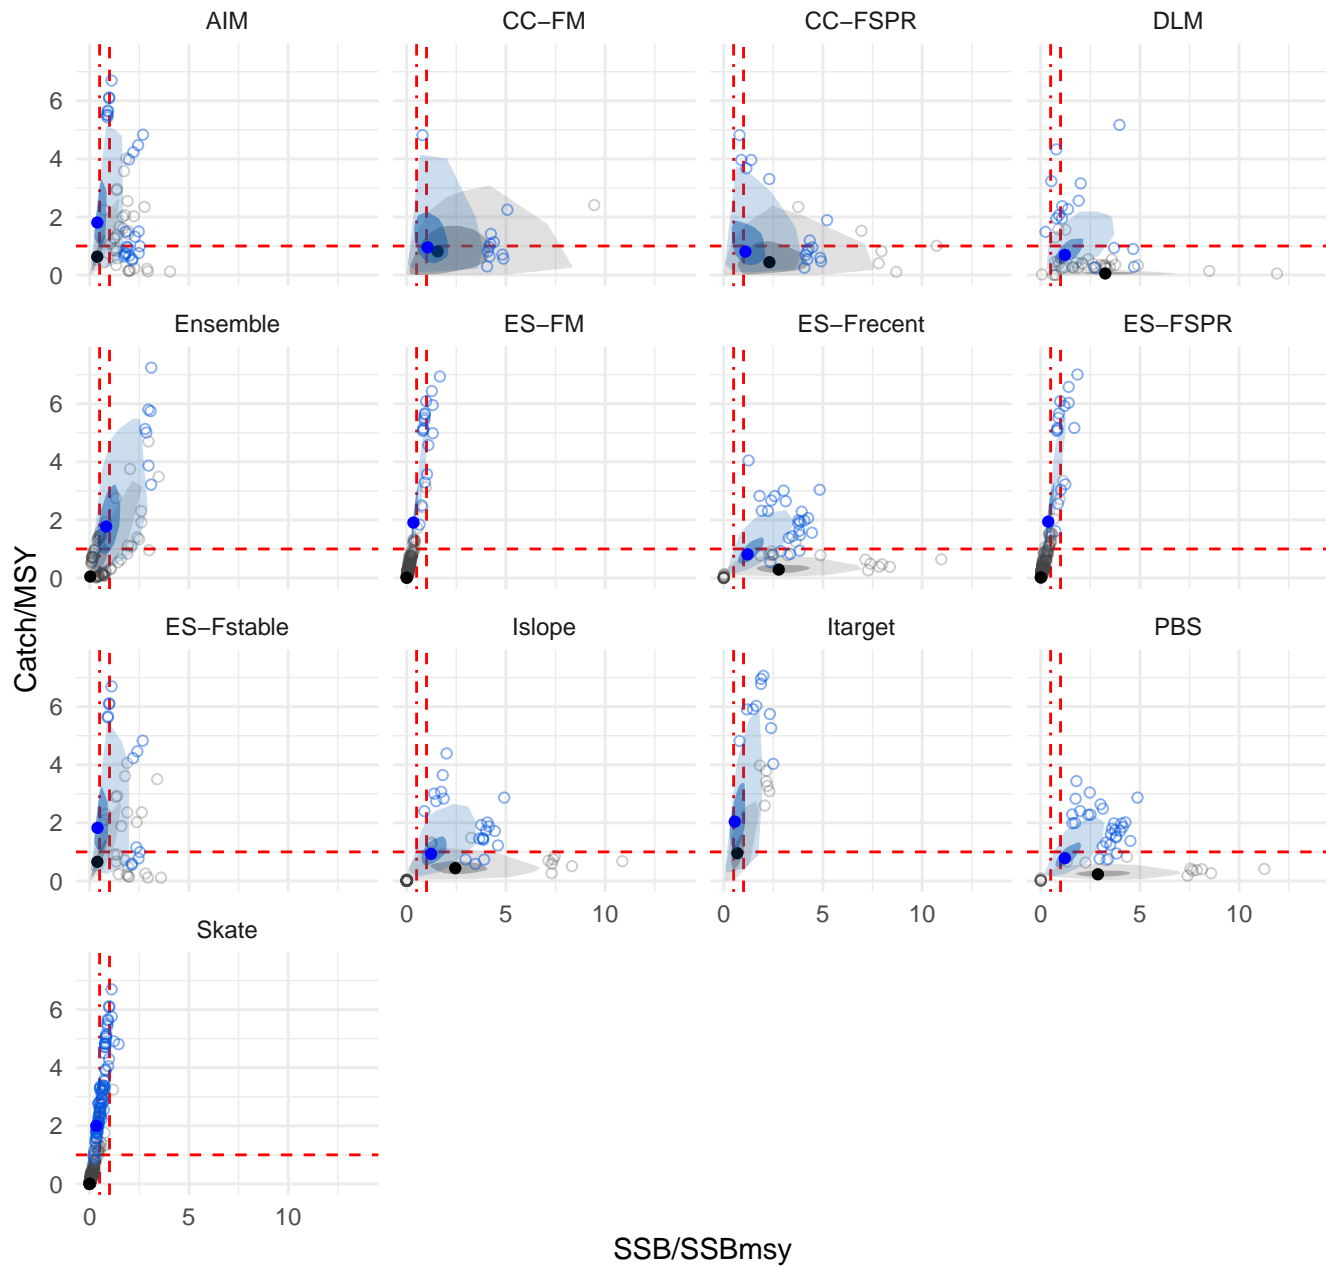 AIM CC−FM CC−FSPR DLM
6
4
2
0
Ensemble ES−FM ES−Frecent ES−FSPR
6
4
2
0
Catch/MSY
ES−Fstable Islope Itarget PBS
6
4
2
0
0 5 10 0 5 10 0 5 10
Skate
6
4
2
0
0 5 10
SSB/SSBmsy